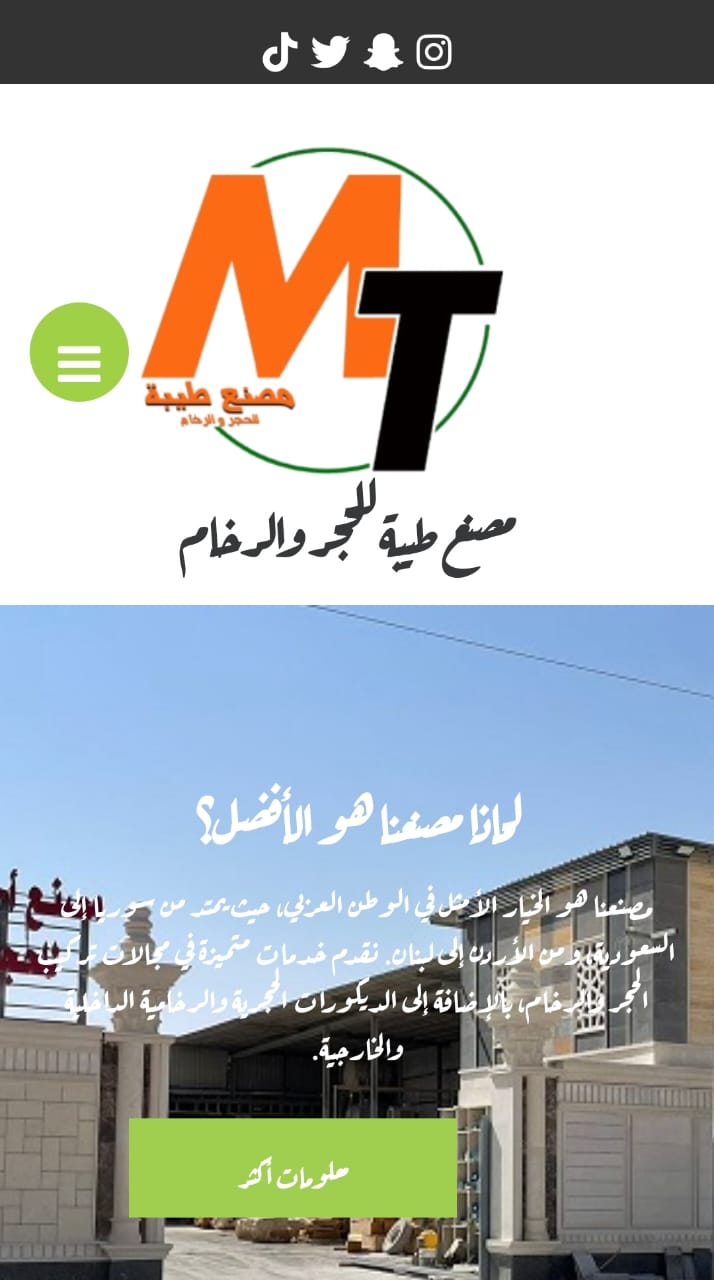 مصنع طيبة
للحجر والرخام
مصنع طيبة للحجر والرخام
لماذا مصنعنا هو الأفضل؟
مصنعنا هو الخيار الأمثل في الوطن العربي، حيث يمتد من سوريا إلى
السعودية، ومن الأردن إلى لبنان. نقدم خدمات متميزة في مجالات تركيب
الحجر والرخام، بالإضافة إلى الديكورات الحجرية والرخامية الداخلية
والخارجية.
معلومات أكثر